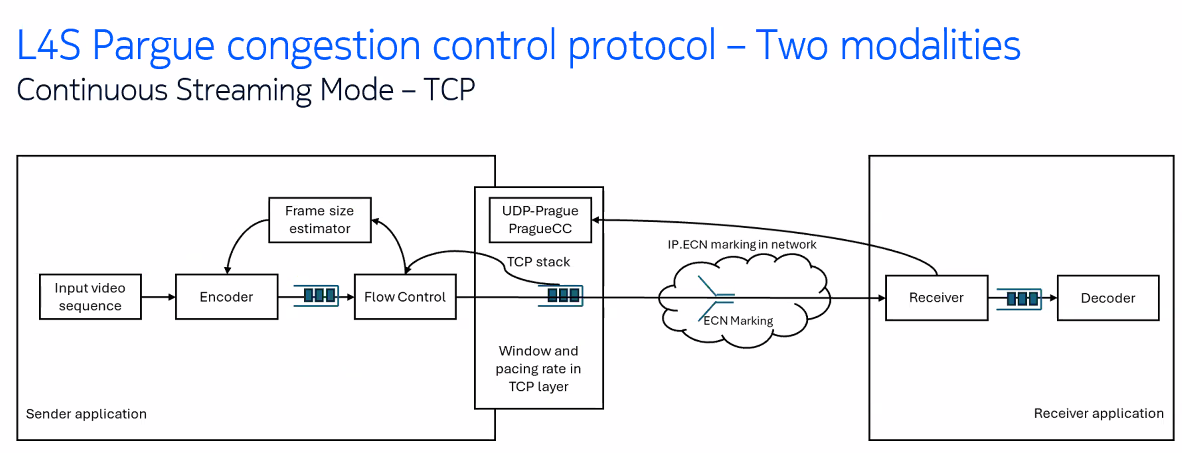 L4S Pargue congestion control protocol – Two modalities
Continuous Streaming Mode – TCP
Frame size
estimator
UDP-Prague
PragueCC
IP.ECN marking in network
TCP stack
Input video
sequence
Encoder
Flow Control
ECN Marking
Receiver
Decoder
Window and
pacing rate in
TCP layer
Sender application
Receiver application